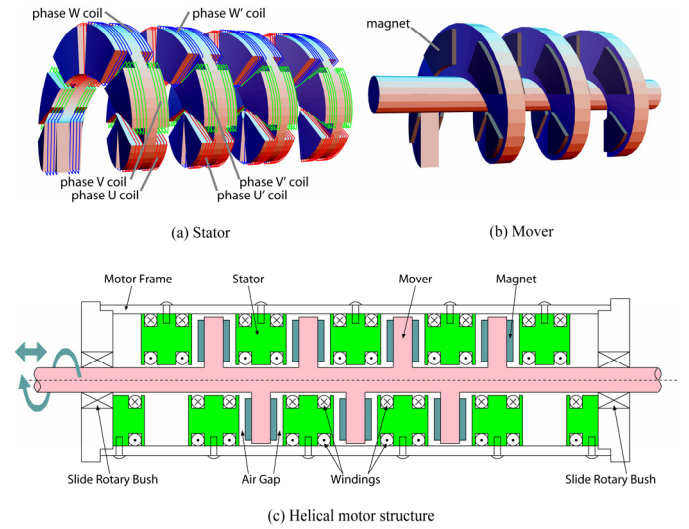 phase W coil
phase W' coil
magnet
phase V coil
phase U coil
phase V' coil
phase U' coil
(a) Stator
(b) Mover
Motor Frame
Stator
Mover
Magnet
Slide Rotary Bush
Air Gap
Windings
Slide Rotary Bush
(c) Helical motor structure